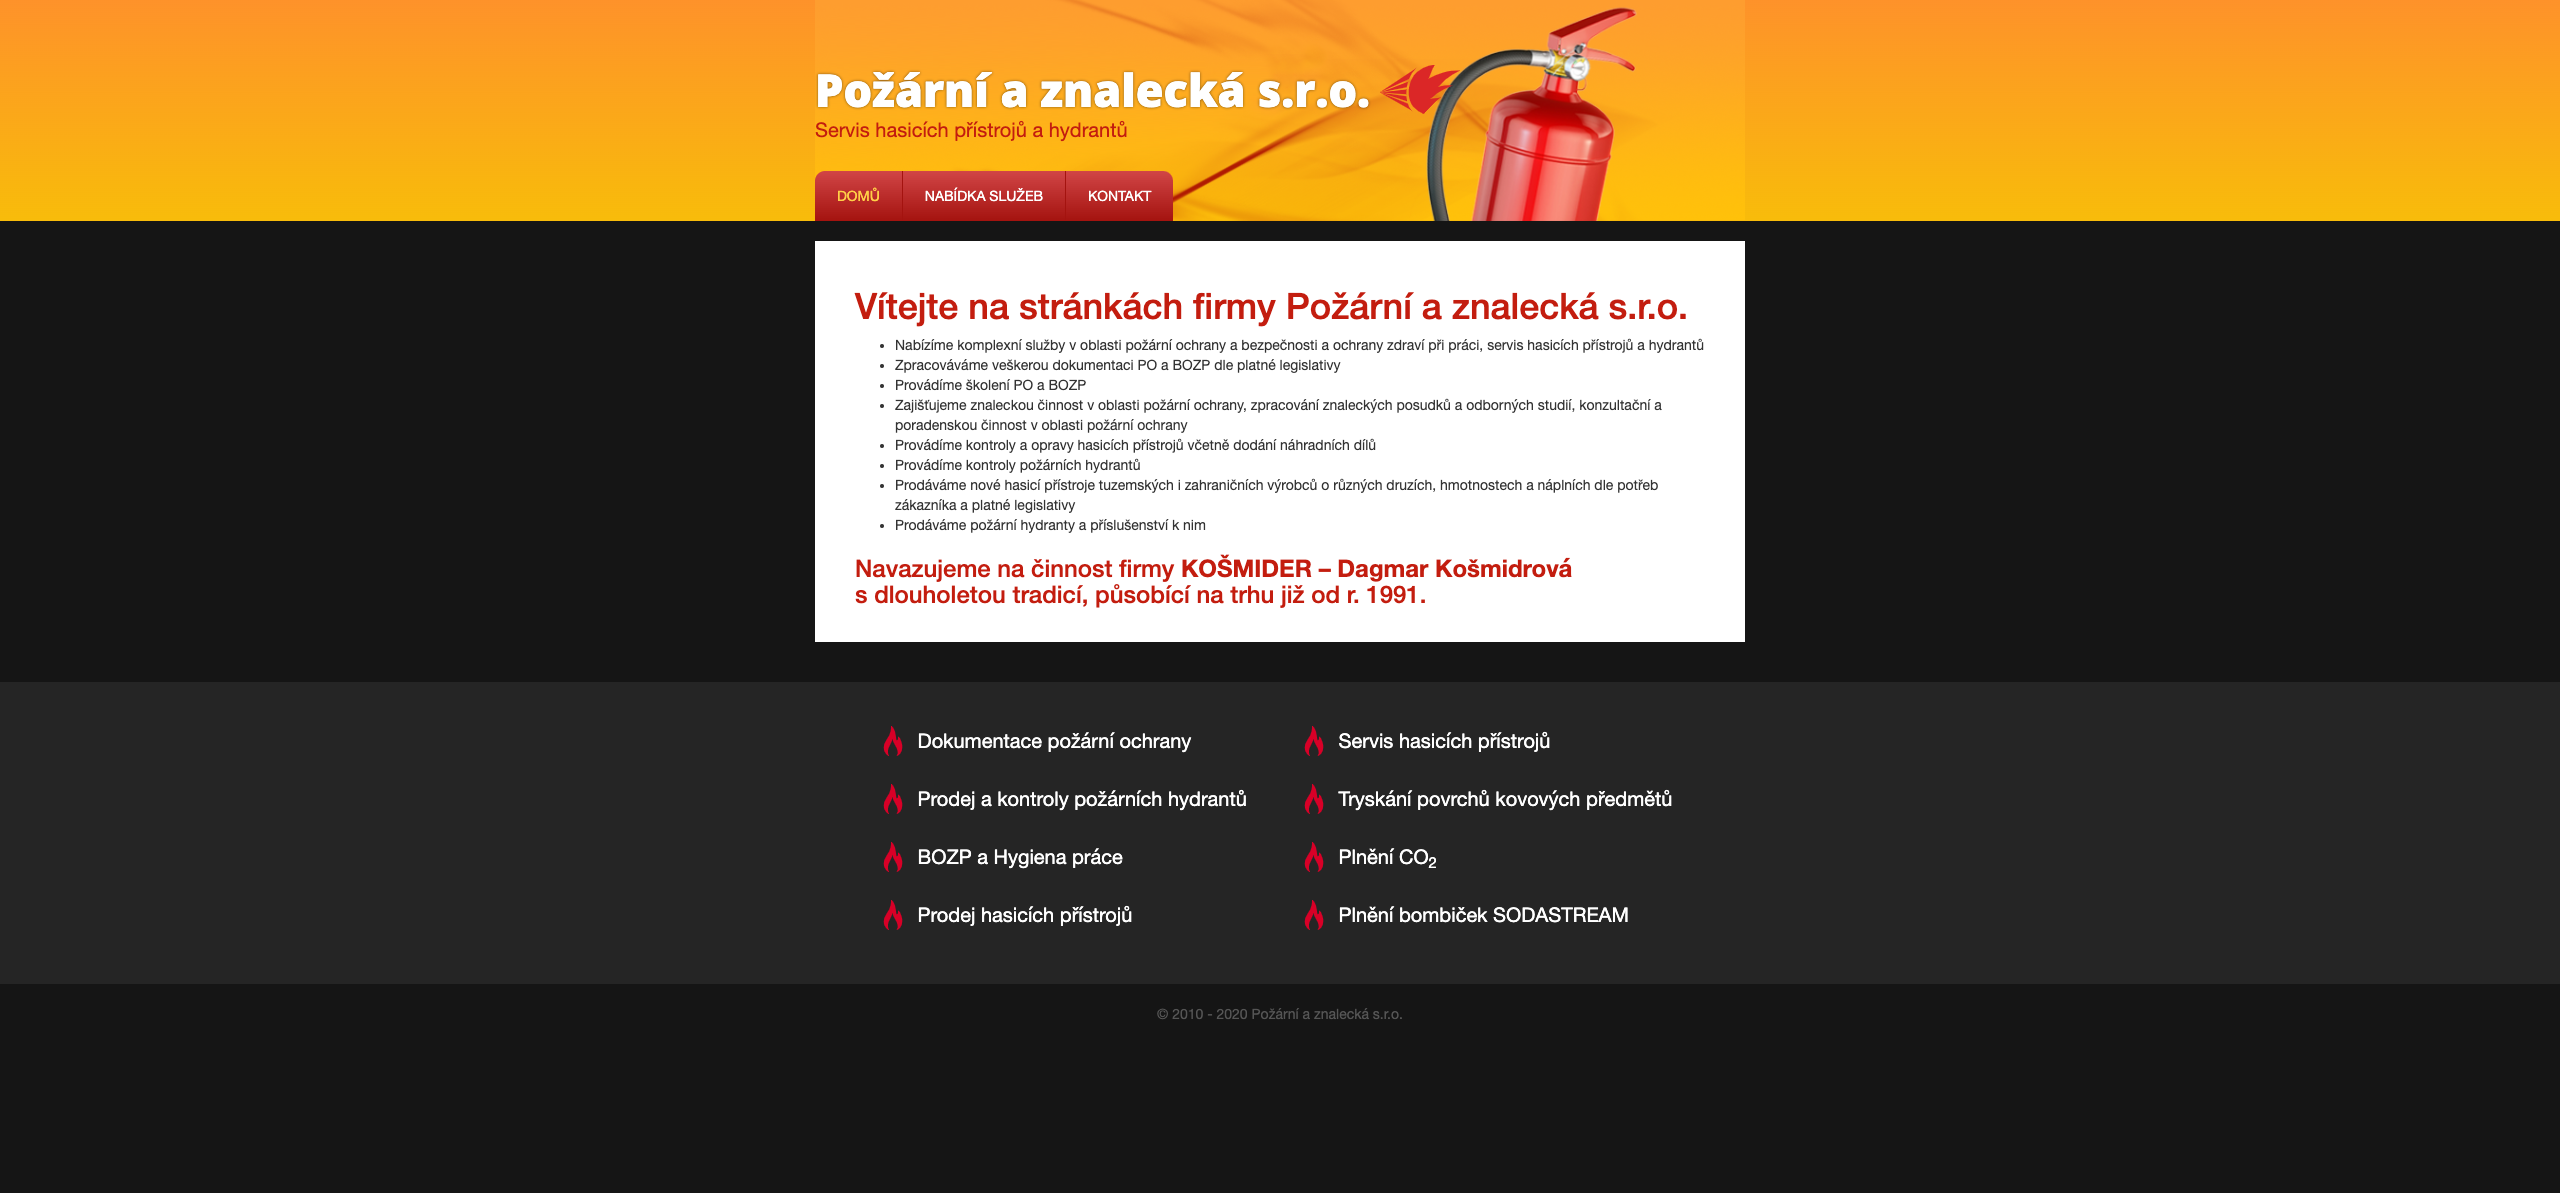 Požární a znalecká s.r.o.
Servis hasicích přístrojů a hydrantů
DOMŮ
NABÍDKA SLUŽEB
KONTAKT
Vítejte na stránkách firmy Požární a znalecká s.r.o.
Nabízíme komplexní služby v oblasti požární ochrany a bezpečnosti a ochrany zdraví při práci, servis hasicích přístrojů a hydrantů
Zpracováváme veškerou dokumentaci PO a BOZP dle platné legislativy
Provádíme školení PO a BOZP
Zajišťujeme znaleckou činnost v oblasti požární ochrany, zpracování znaleckých posudků a odborných studií, konzultační a
poradenskou činnost v oblasti požární ochrany
Provádíme kontroly a opravy hasicích přístrojů včetně dodání náhradních dílů
Provádíme kontroly požárních hydrantů
Prodáváme nové hasicí přístroje tuzemských i zahraničních výrobců o různých druzích, hmotnostech a náplních dle potřeb
zákazníka a platné legislativy
Prodáváme požární hydranty a příslušenství k nim
Navazujeme na činnost firmy KOŠMIDER – Dagmar Košmidrová
s dlouholetou tradicí, působící na trhu již od r. 1991.
Dokumentace požární ochrany
Prodej a kontroly požárních hydrantů
BOZP a Hygiena práce
Prodej hasicích přístrojů
Servis hasicích přístrojů
Tryskání povrchů kovových předmětů
Plnění CO₂
Plnění bombiček SODASTREAM
© 2010 - 2020 Požární a znalecká s.r.o.